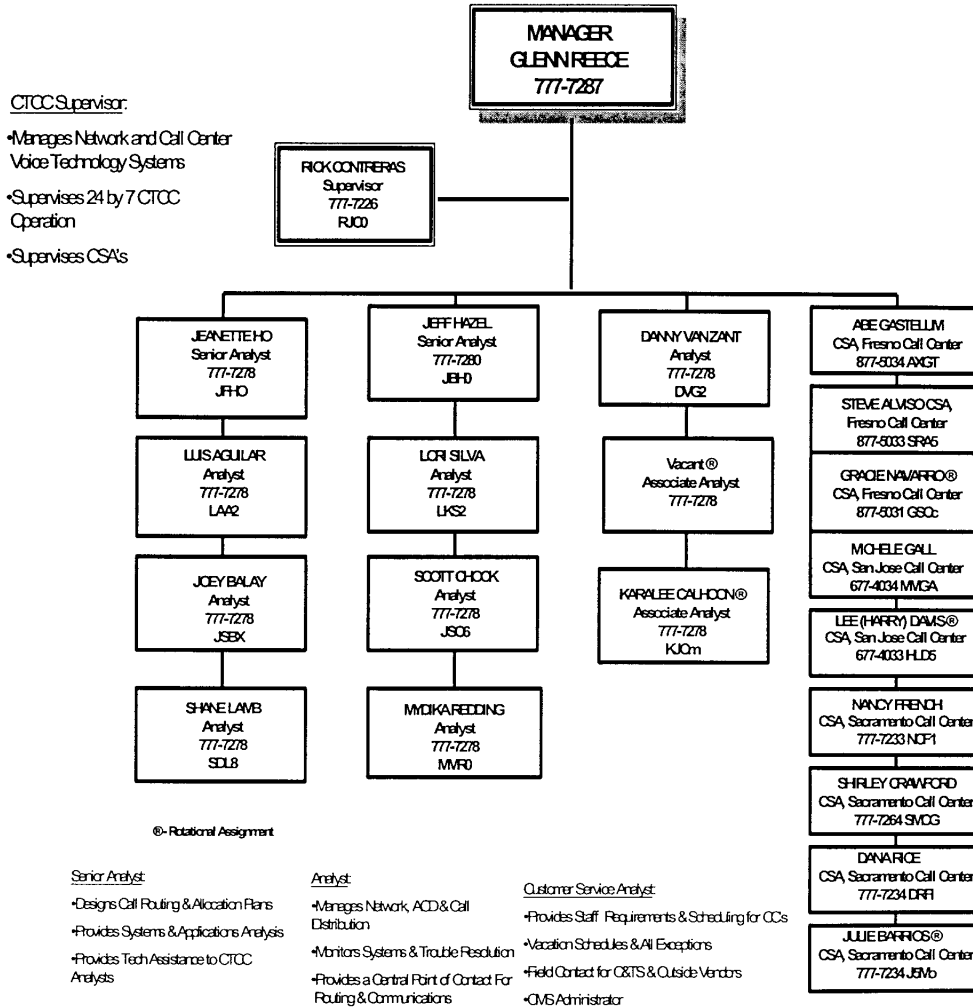 MANAGER
GLENN REECE
777-7287
CTCC Supervisor:
•Manages Network and Call Center
Voice Technology Systems
•Supervises 24 by 7 CTCC
Operation
•Supervises CSA's
RICK CONTRERAS
Supervisor
777-7226
RJC0
JEANETTE HO
Senior Analyst
777-7278
JFHO
LUIS AGUILAR
Analyst
777-7278
LAA2
JOEY BALAY
Analyst
777-7278
JSBX
SHANE LAMB
Analyst
777-7278
SDL8
JEFF HAZEL
Senior Analyst
777-7280
JBH0
LORI SILVA
Analyst
777-7278
LKS2
SCOTT CHOCK
Analyst
777-7278
JSC6
MYDIKA REDDING
Analyst
777-7278
MVR0
DANNY VAN ZANT
Analyst
777-7278
DVG2
Vacant ®
Associate Analyst
777-7278
KARALEE CALHOON®
Associate Analyst
777-7278
KJCm
ABE GASTELUM
CSA, Fresno Call Center
877-5034 AXGT
STEVE ALVISO CSA,
Fresno Call Center
877-5033 SRA5
GRACIE NAVARRO®
CSA, Fresno Call Center
877-5031 GSCc
MICHELE GALL
CSA, San Jose Call Center
677-4034 MMGA
LEE (HARRY) DAVIS®
CSA, San Jose Call Center
677-4033 HLD5
NANCY FRENCH
CSA, Sacramento Call Center
777-7233 NCF1
SHIRLEY CRAWFORD
CSA, Sacramento Call Center
777-7264 SMCG
DANA RICE
CSA, Sacramento Call Center
777-7234 DRFI
JULIE BARRIOS®
CSA, Sacramento Call Center
777-7234
®- Rotational Assignment
Senior Analyst:
•Designs Call Routing & Allocation Plans
•Provides Systems & Applications Analysis
•Provides Tech Assistance to CTCC
Analysts
Analyst:
•Manages Network, ACD & Call
Distribution
•Monitors Systems & Trouble Resolution
•Provides a Central Point of Contact For
Routing & Communications
Customer Service Analyst:
•Provides Staff Requirements & Scheduling for CC's
•Vacation Schedules & All Exceptions
•Field Contact for C&TS & Outside Vendors
•CMS Administrator